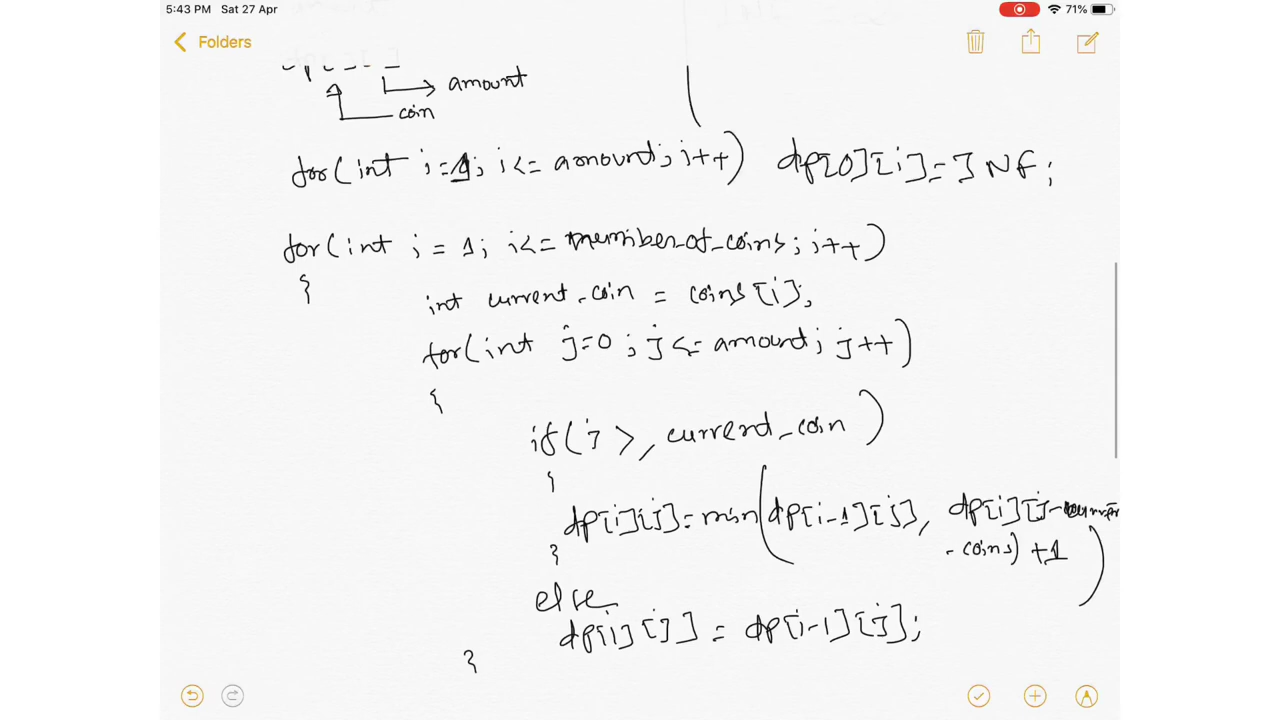 5:43 PM Sat 27 Apr 71%
Folders
amount
coin
for(int i=1; i<= amount; i++) dp[0][i]=INF;
for(int i = 1; i<= number_of_coins; i++)
{
int current_coin = coins[i];
for(int j=0; j<= amount; j++)
{
if(j >, current_coin)
{
dp[i][j]=min(dp[i-1][j], dp[i][j-current
-coins) +1)
}
else
dp[i][j] = dp[i-1][j];
}